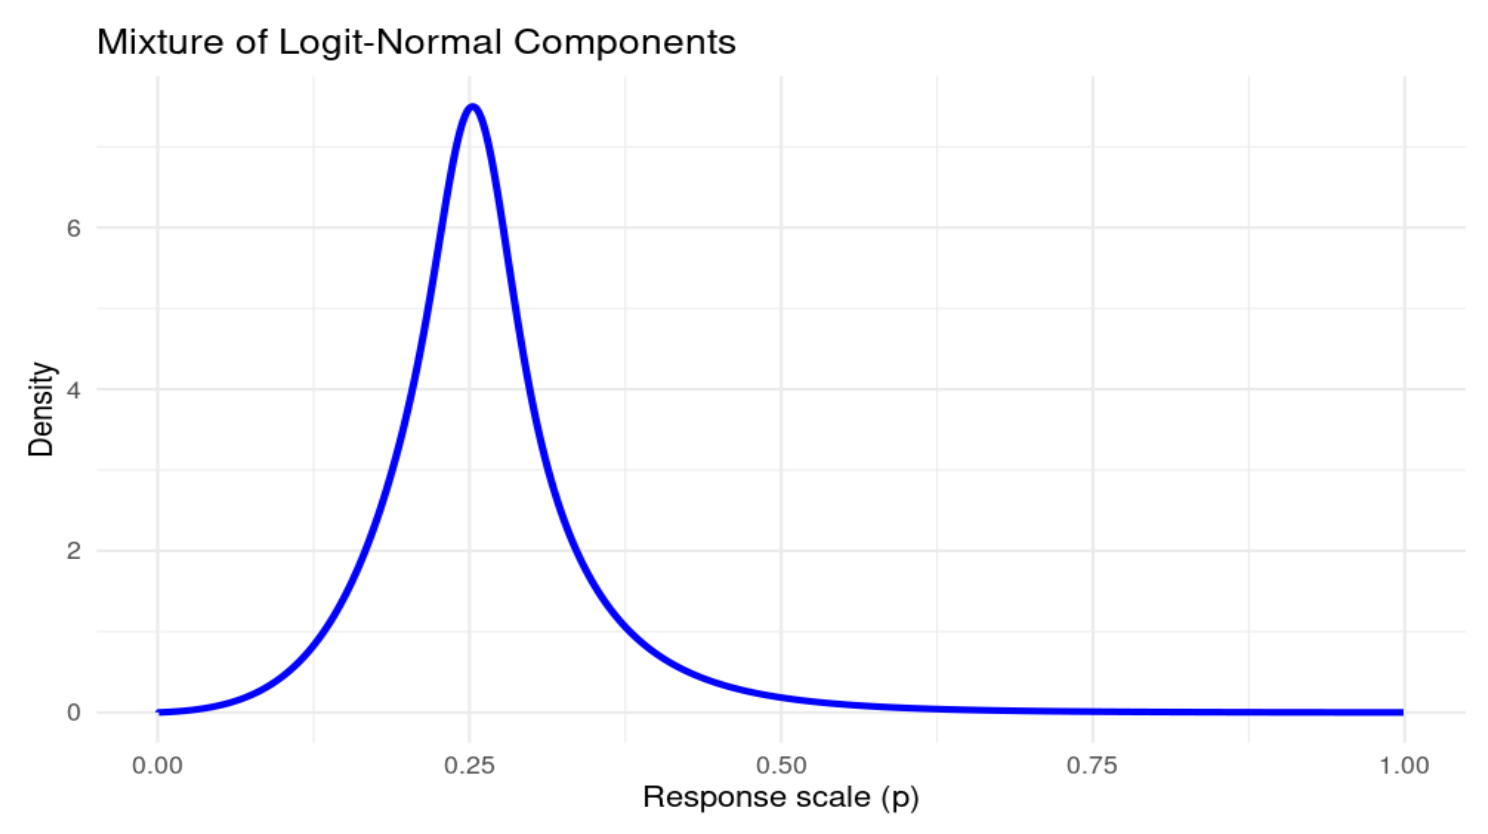 Mixture of Logit-Normal Components
Density
6
4
2
0
0.00 0.25 0.50 0.75 1.00
Response scale (p)